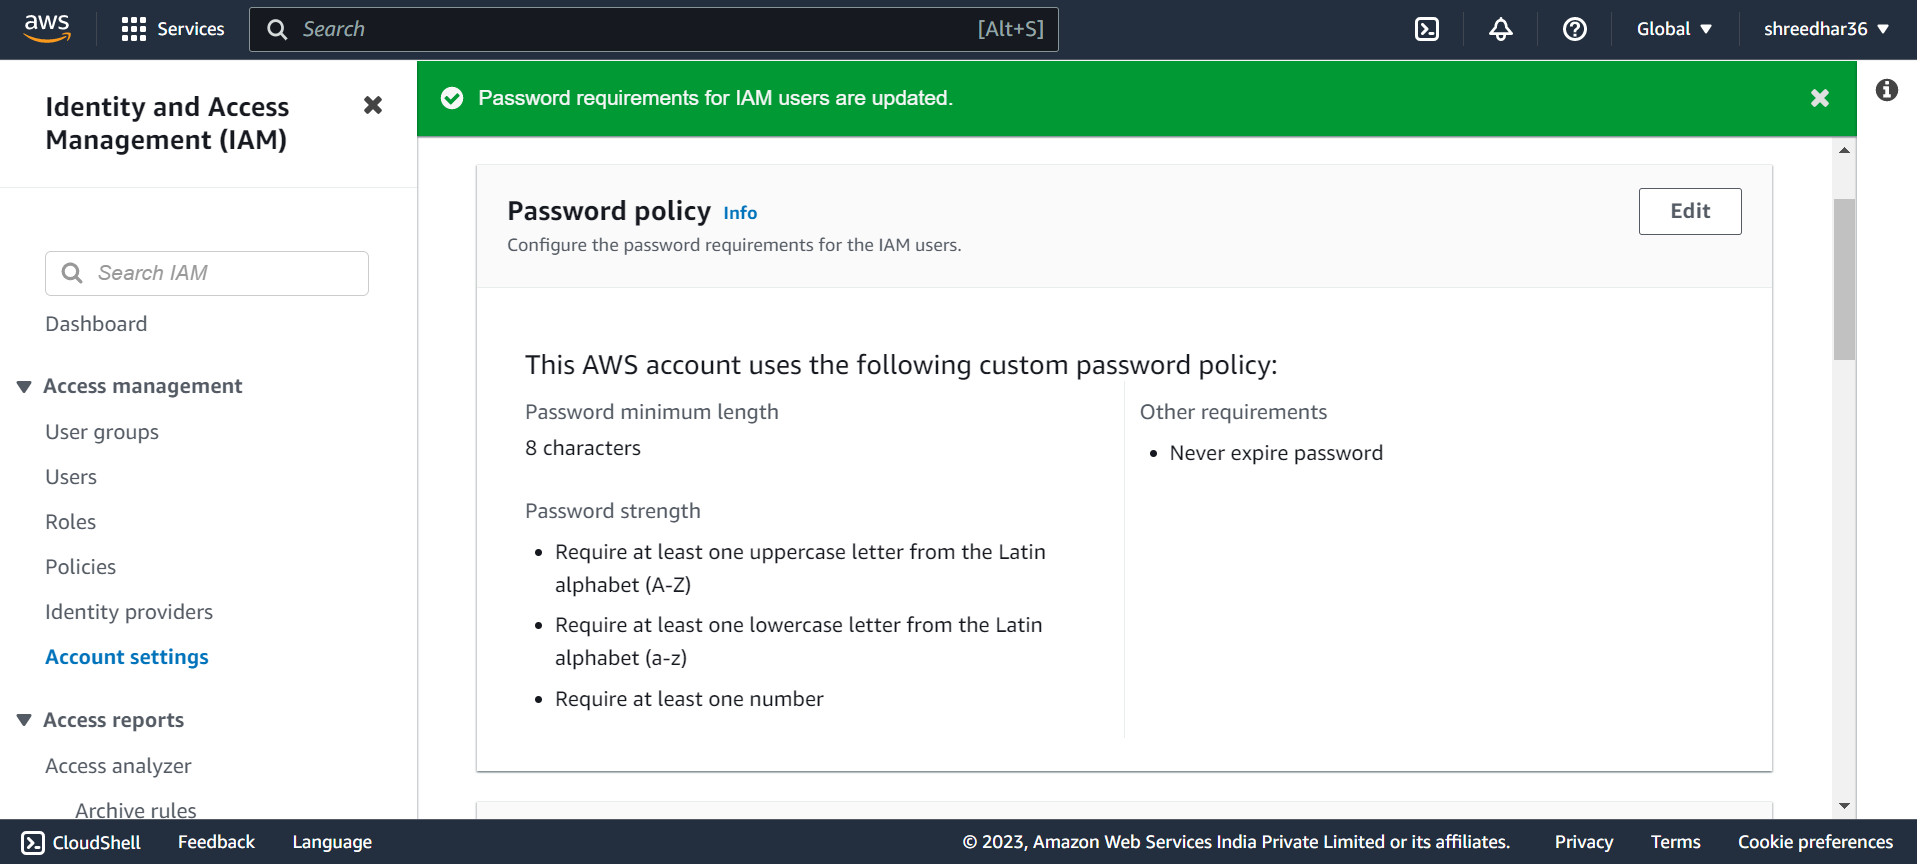 aws
Services
Search
[Alt+S]
Global
shreedhar36
Identity and Access
Management (IAM)
Search IAM
Dashboard
Access management
User groups
Users
Roles
Policies
Identity providers
Account settings
Access reports
Access analyzer
Archive rules
Password requirements for IAM users are updated.
Password policy Info
Edit
Configure the password requirements for the IAM users.
This AWS account uses the following custom password policy:
Password minimum length
8 characters
Password strength
• Require at least one uppercase letter from the Latin
alphabet (A-Z)
• Require at least one lowercase letter from the Latin
alphabet (a-z)
• Require at least one number
Other requirements
• Never expire password
CloudShell
Feedback
Language
© 2023, Amazon Web Services India Private Limited or its affiliates.
Privacy
Terms
Cookie preferences